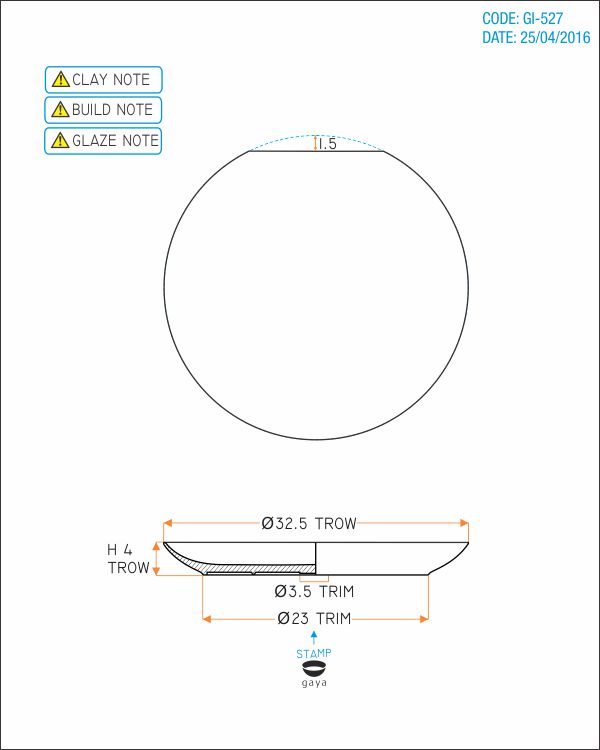 CODE: GI-527
DATE: 25/04/2016
CLAY NOTE
BUILD NOTE
GLAZE NOTE
1.5
Ø32.5 TROW
H 4
TROW
Ø3.5 TRIM
Ø23 TRIM
STAMP
gaya